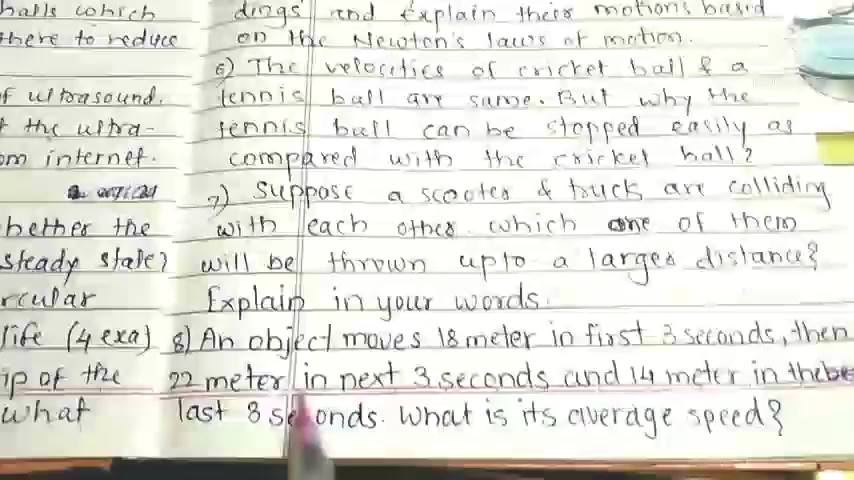 halls which
there to reduce
f ultrasound.
f the ultra-
om internet.
hether the
steady state?
rcular
life (4 exa)
ip of the
what
dings and Explain their motions based
on the Newton's laws of motion.
6) The velocities of cricket ball & a
tennis ball are same. But why the
tennis ball can be stopped easily as
compared with the cricket ball?
7) Suppose a scooter & truck are colliding
with each other. which one of them
will be thrown upto a larger distance?
Explain in your words.
8) An object moves 18 meter in first 3 seconds, then
22 meter in next 3 seconds and 14 meter in the
last 3 seconds. What is its average speed?